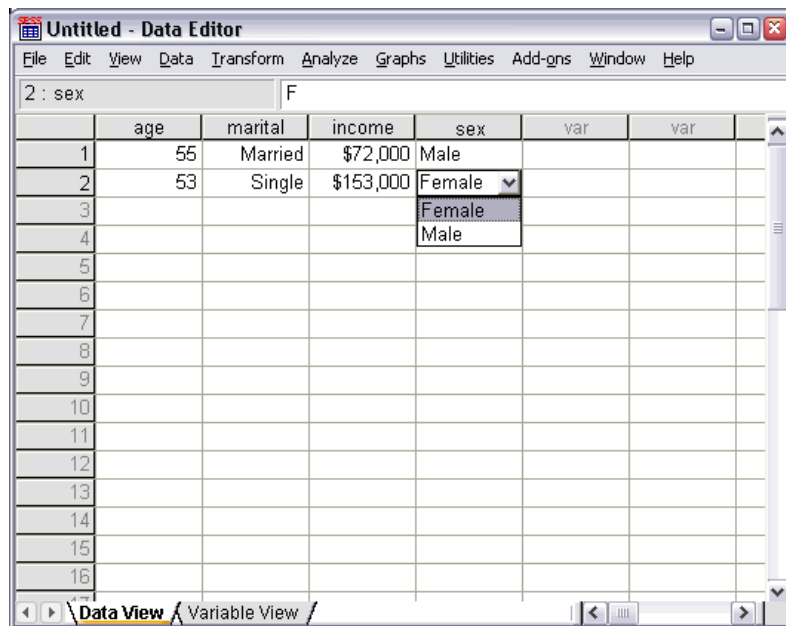 Untitled - Data Editor
File Edit View Data Transform Analyze Graphs Utilities Add-ons Window Help
2 : sex F
age marital income sex var var
1 55 Married $72,000 Male
2 53 Single $153,000 Female
3 Female
4 Male
5
6
7
8
9
10
11
12
13
14
15
16
Data View Variable View